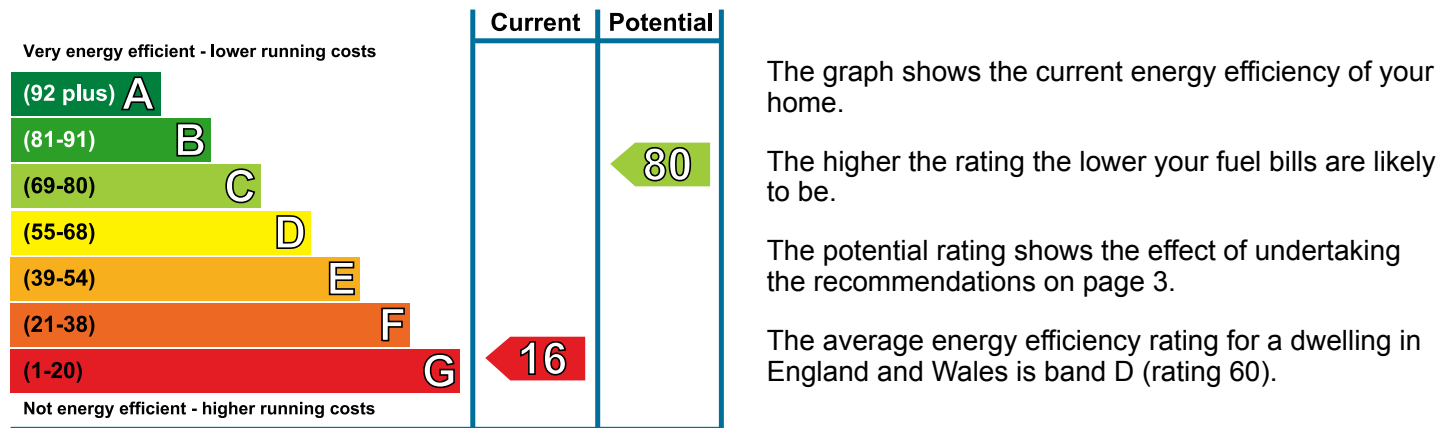 Current Potential
Very energy efficient - lower running costs
(92 plus) A
(81-91) B
80
(69-80) C
(55-68) D
(39-54) E
(21-38) F
(1-20) G
16
Not energy efficient - higher running costs
The graph shows the current energy efficiency of your
home.
The higher the rating the lower your fuel bills are likely
to be.
The potential rating shows the effect of undertaking
the recommendations on page 3.
The average energy efficiency rating for a dwelling in
England and Wales is band D (rating 60).